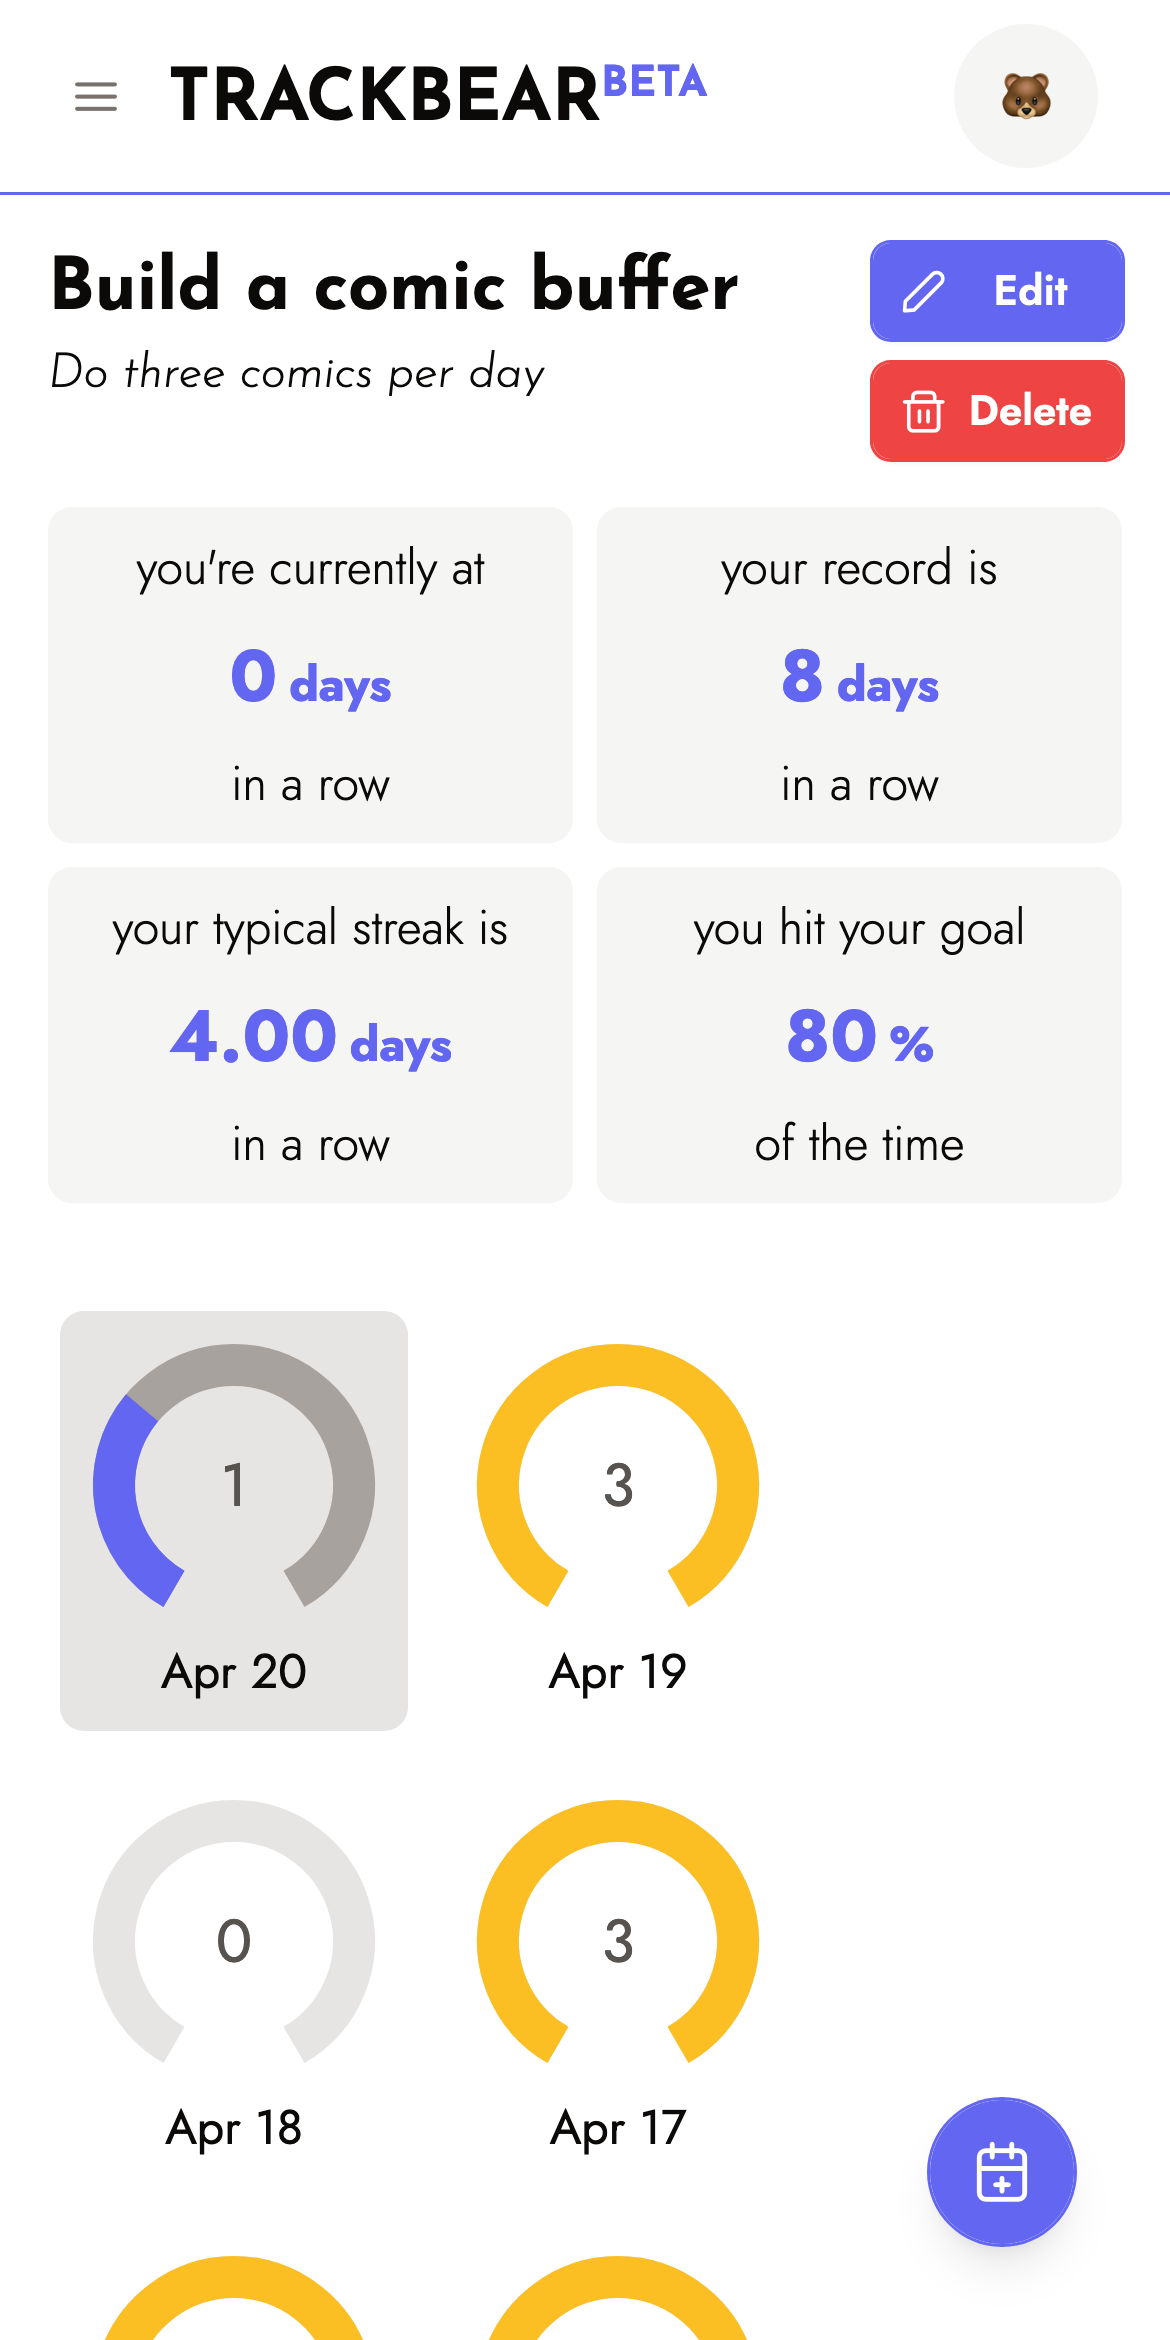 TRACKBEAR BETA
Build a comic buffer
Do three comics per day
Edit
Delete
you're currently at
0 days
in a row
your record is
8 days
in a row
your typical streak is
4.00 days
in a row
you hit your goal
80 %
of the time
1
Apr 20
3
Apr 19
0
Apr 18
3
Apr 17